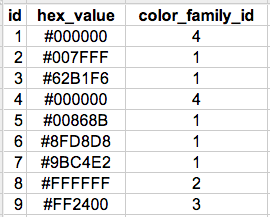 id hex_value color_family_id
1 #000000 4
2 #007FFF 1
3 #62B1F6 1
4 #000000 4
5 #00868B 1
6 #8FD8D8 1
7 #9BC4E2 1
8 #FFFFFF 2
9 #FF2400 3